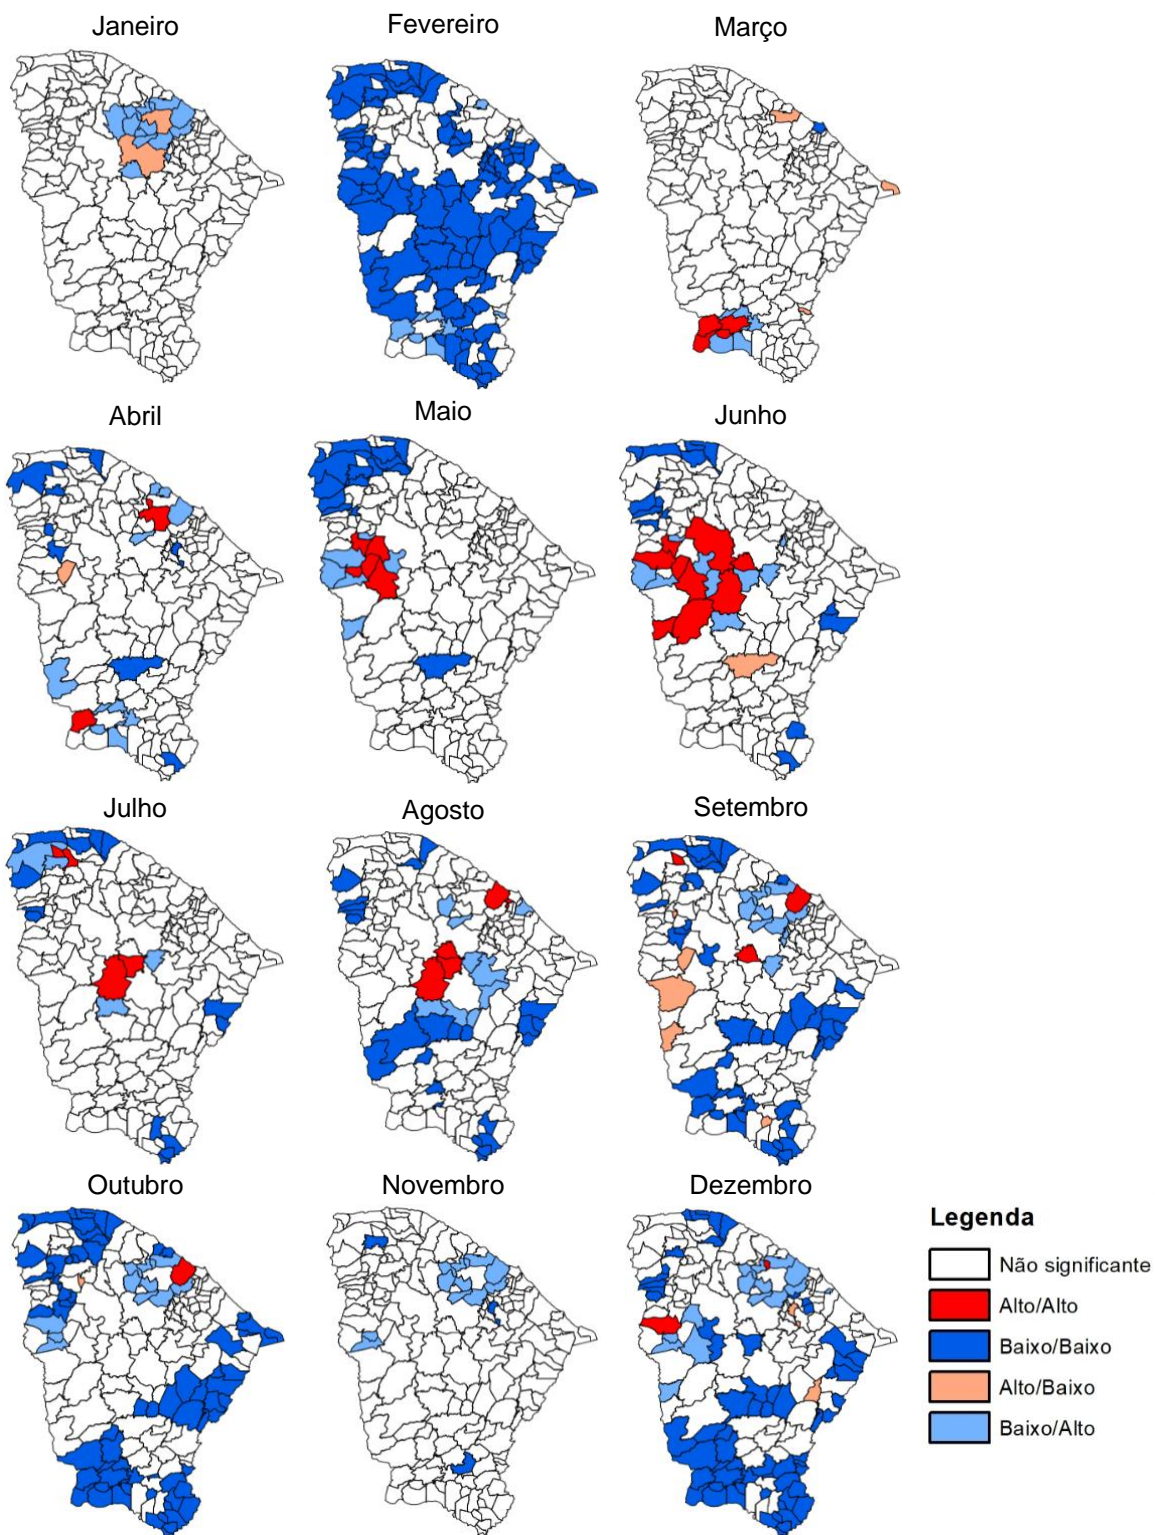 Janeiro
Fevereiro
Março
Abril
Maio
Junho
Julho
Agosto
Setembro
Outubro
Novembro
Dezembro
Legenda
Não significante
Alto/Alto
Baixo/Baixo
Alto/Baixo
Baixo/Alto